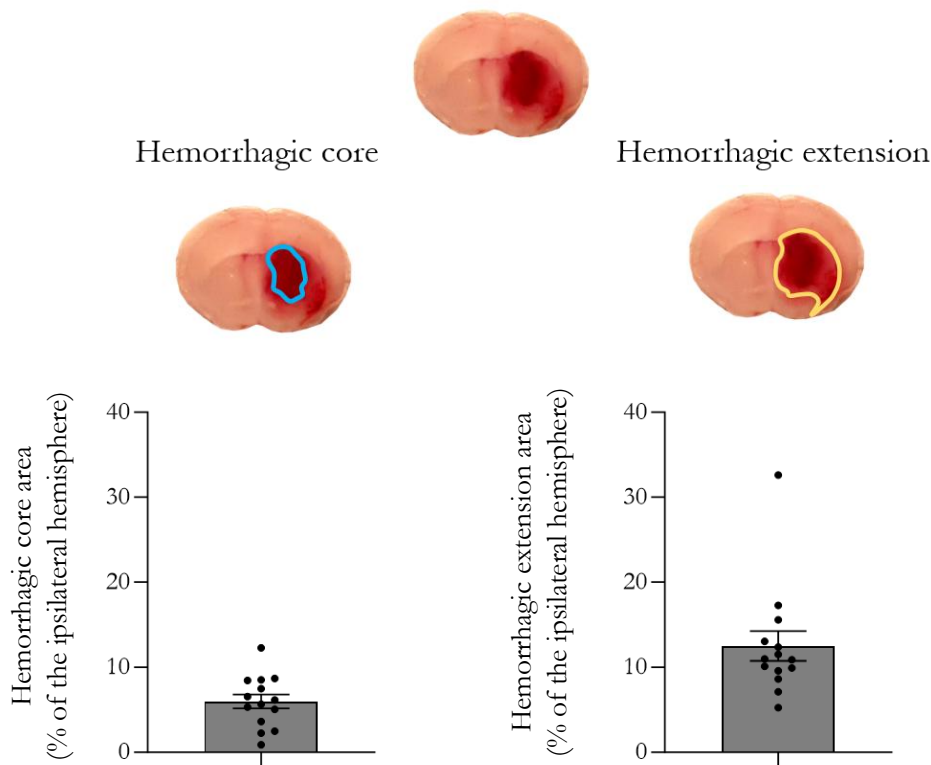 Hemorrhagic core
Hemorrhagic extension
Hemorrhagic core area
(% of the ipsilateral hemisphere)
40
30
20
10
0
Hemorrhagic extension area
(% of the ipsilateral hemisphere)
40
30
20
10
0